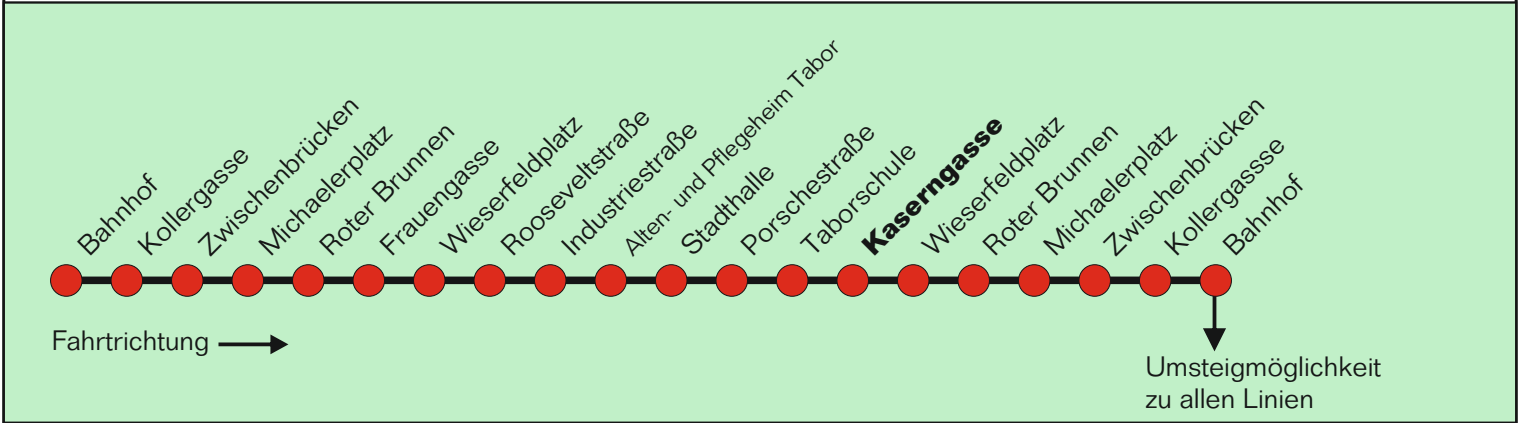 Bahnhof
Kollergasse
Zwischenbrücken
Michaelerplatz
Roter Brunnen
Frauengasse
Wieserfeldplatz
Rooseveltstraße
Industriestraße
Alten- und Pflegeheim Tabor
Stadthalle
Porschestraße
Taborschule
Kaserngasse
Wieserfeldplatz
Roter Brunnen
Michaelerplatz
Zwischenbrücken
Kollergasse
Bahnhof
Fahrtrichtung
Umsteigmöglichkeit
zu allen Linien